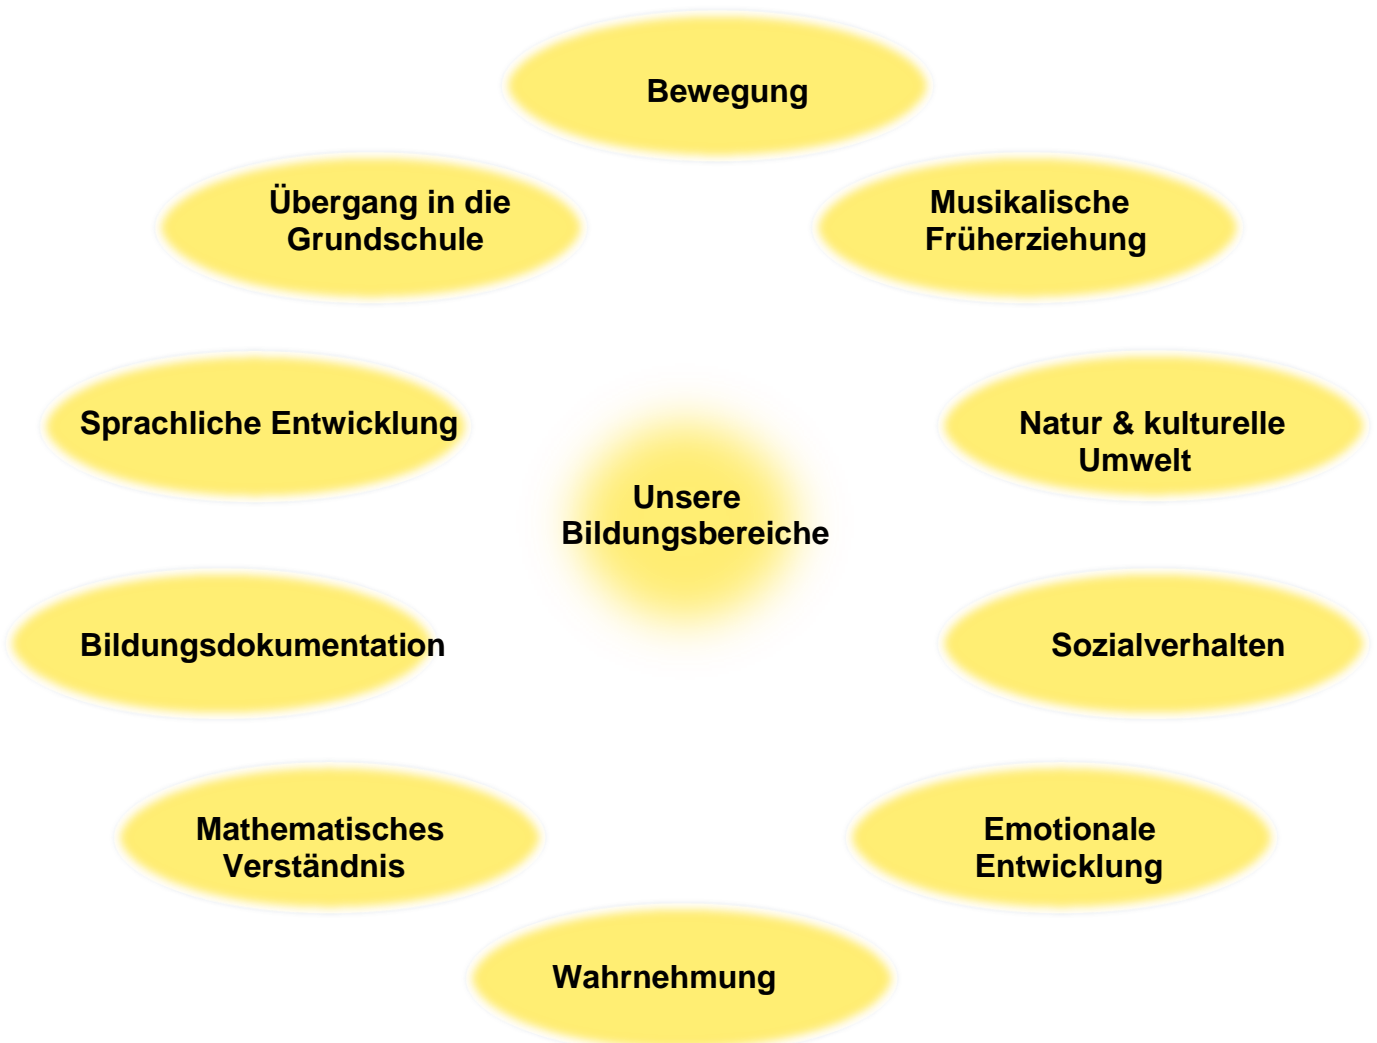 Bewegung
Übergang in die
Grundschule
Musikalische
Früherziehung
Sprachliche Entwicklung
Natur & kulturelle
Umwelt
Unsere
Bildungsbereiche
Bildungsdokumentation
Sozialverhalten
Mathematisches
Verständnis
Emotionale
Entwicklung
Wahrnehmung